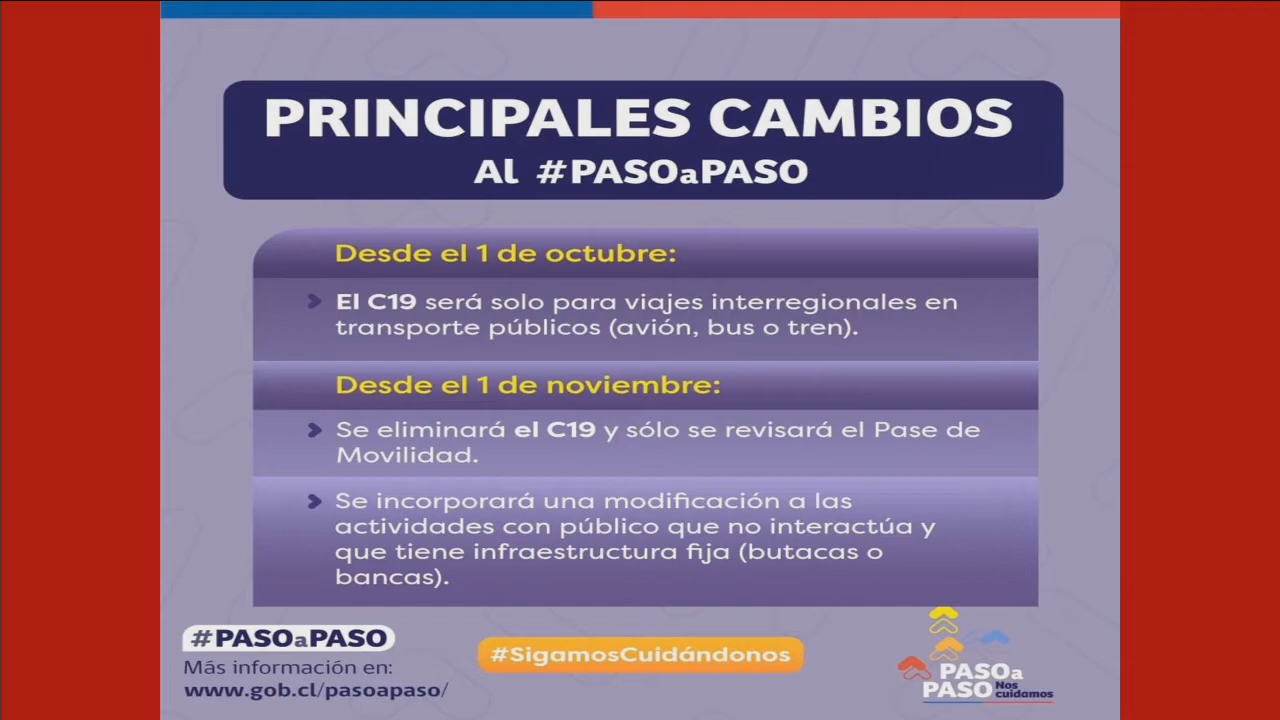 PRINCIPALES CAMBIOS
Al #PASOaPASO
Desde el 1 de octubre:
El C19 será solo para viajes interregionales en
transporte públicos (avión, bus o tren).
Desde el 1 de noviembre:
Se eliminará el C19 y sólo se revisará el Pase de
Movilidad.
Se incorporará una modificación a las
actividades con público que no interactúa y
que tiene infraestructura fija (butacas o
bancas).
#PASOaPASO
Más información en:
www.gob.cl/pasoapaso/
#SigamosCuidándonos
PASOa
PASO Nos
cuidamos